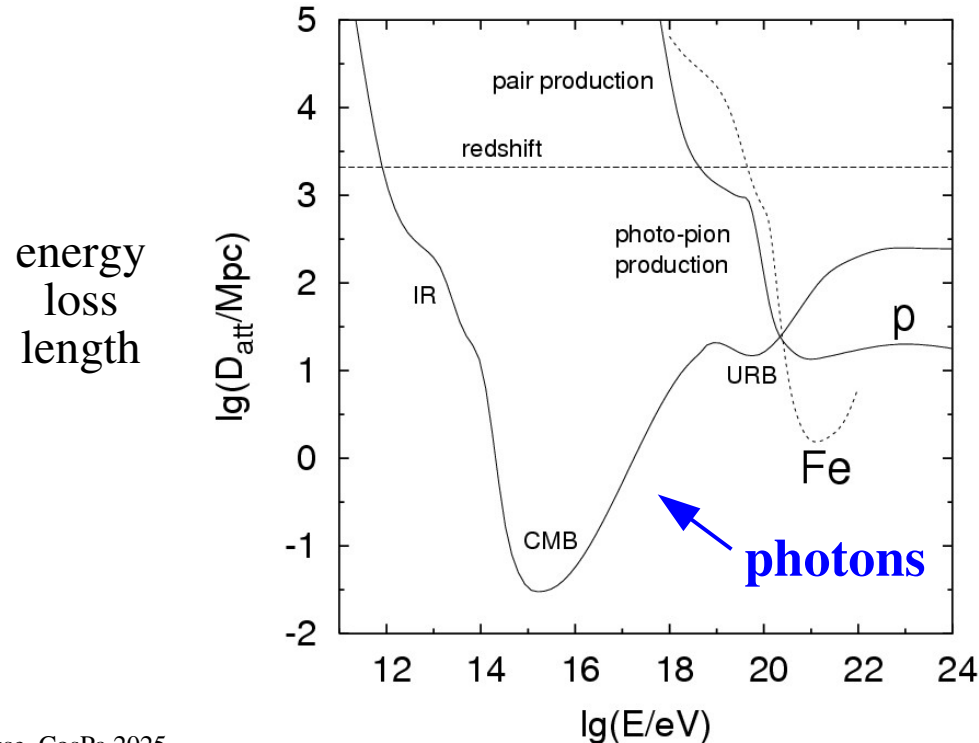 energy
loss
length
lg(D_att/Mpc)
5
4
3
2
1
0
-1
-2
pair production
redshift
photo-pion
production
IR
URB
p
Fe
CMB
photons
12 14 16 18 20 22 24
lg(E/eV)